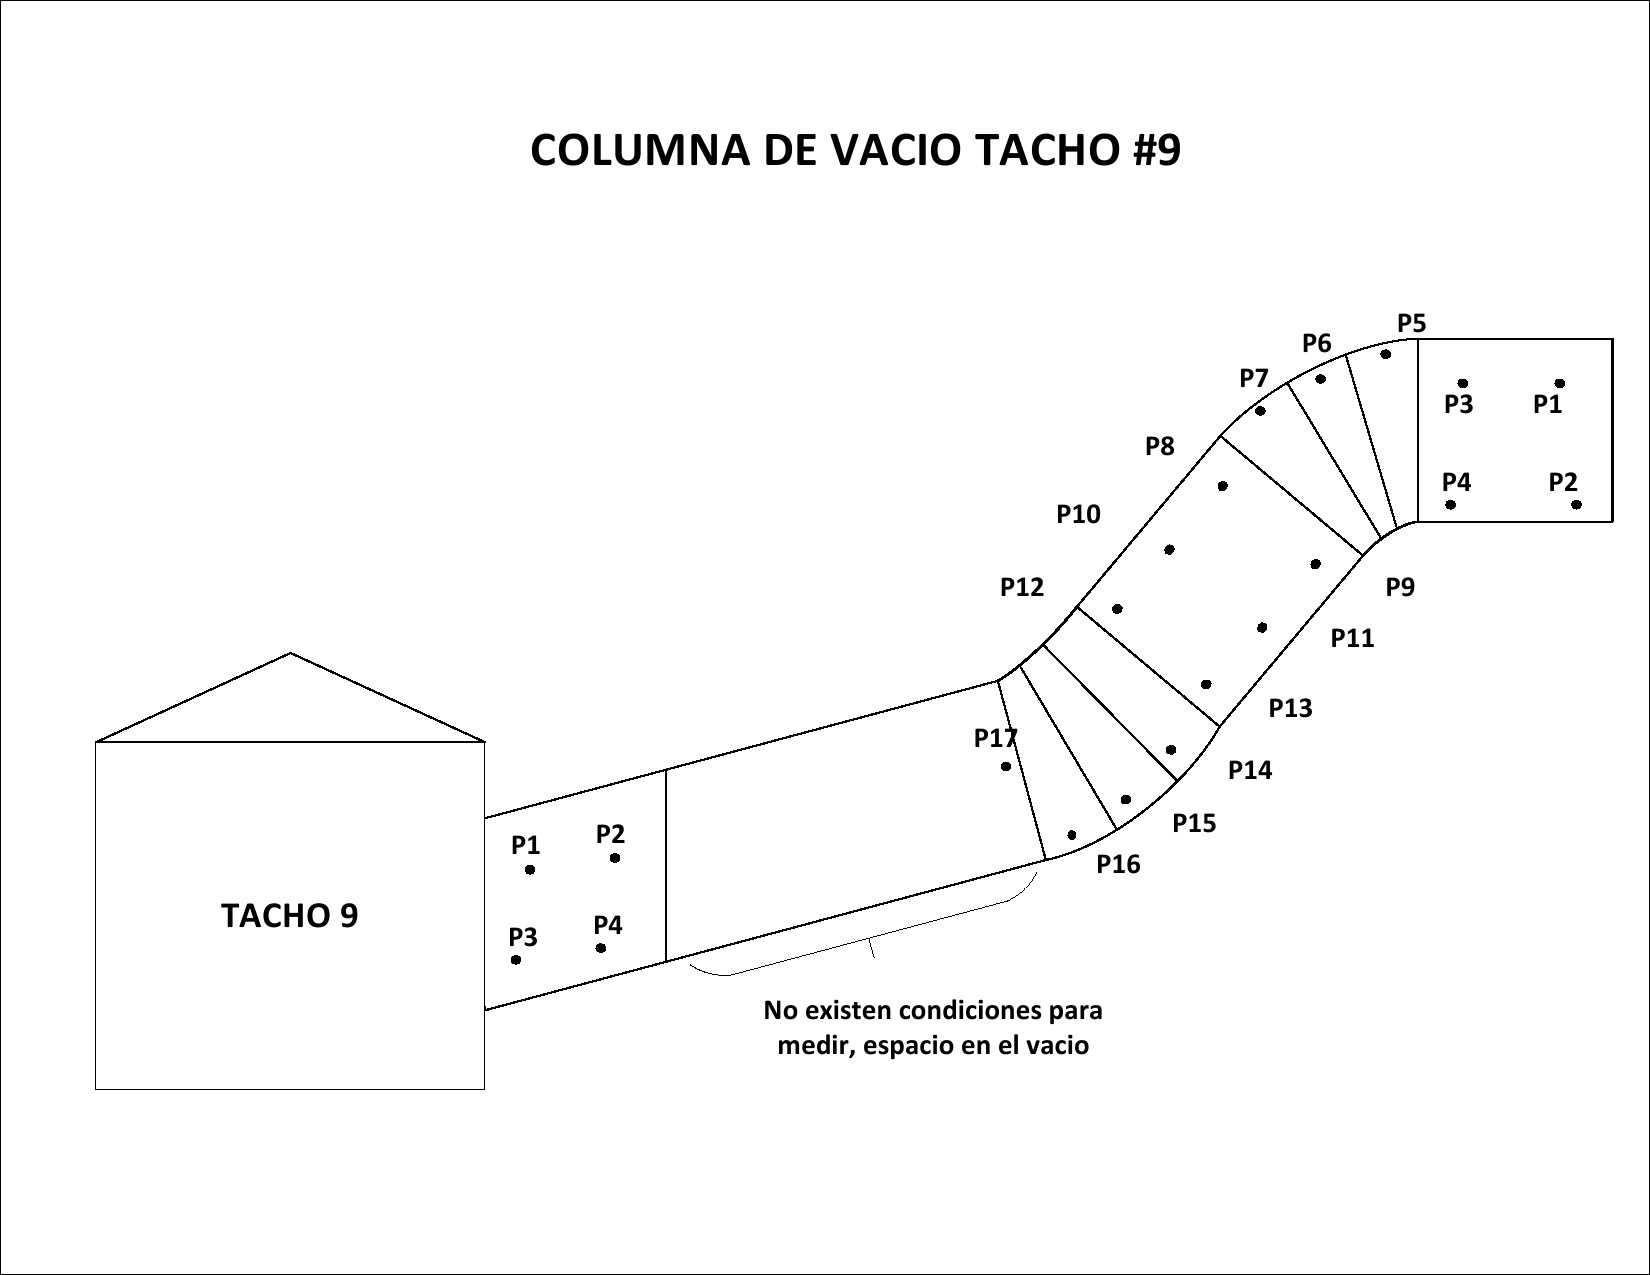 COLUMNA DE VACIO TACHO #9
P5
P6
P7
P3
P1
P8
P4
P2
P10
P12
P9
P11
P13
P17
P14
P15
P16
P1
P2
P3
P4
TACHO 9
No existen condiciones para
medir, espacio en el vacio